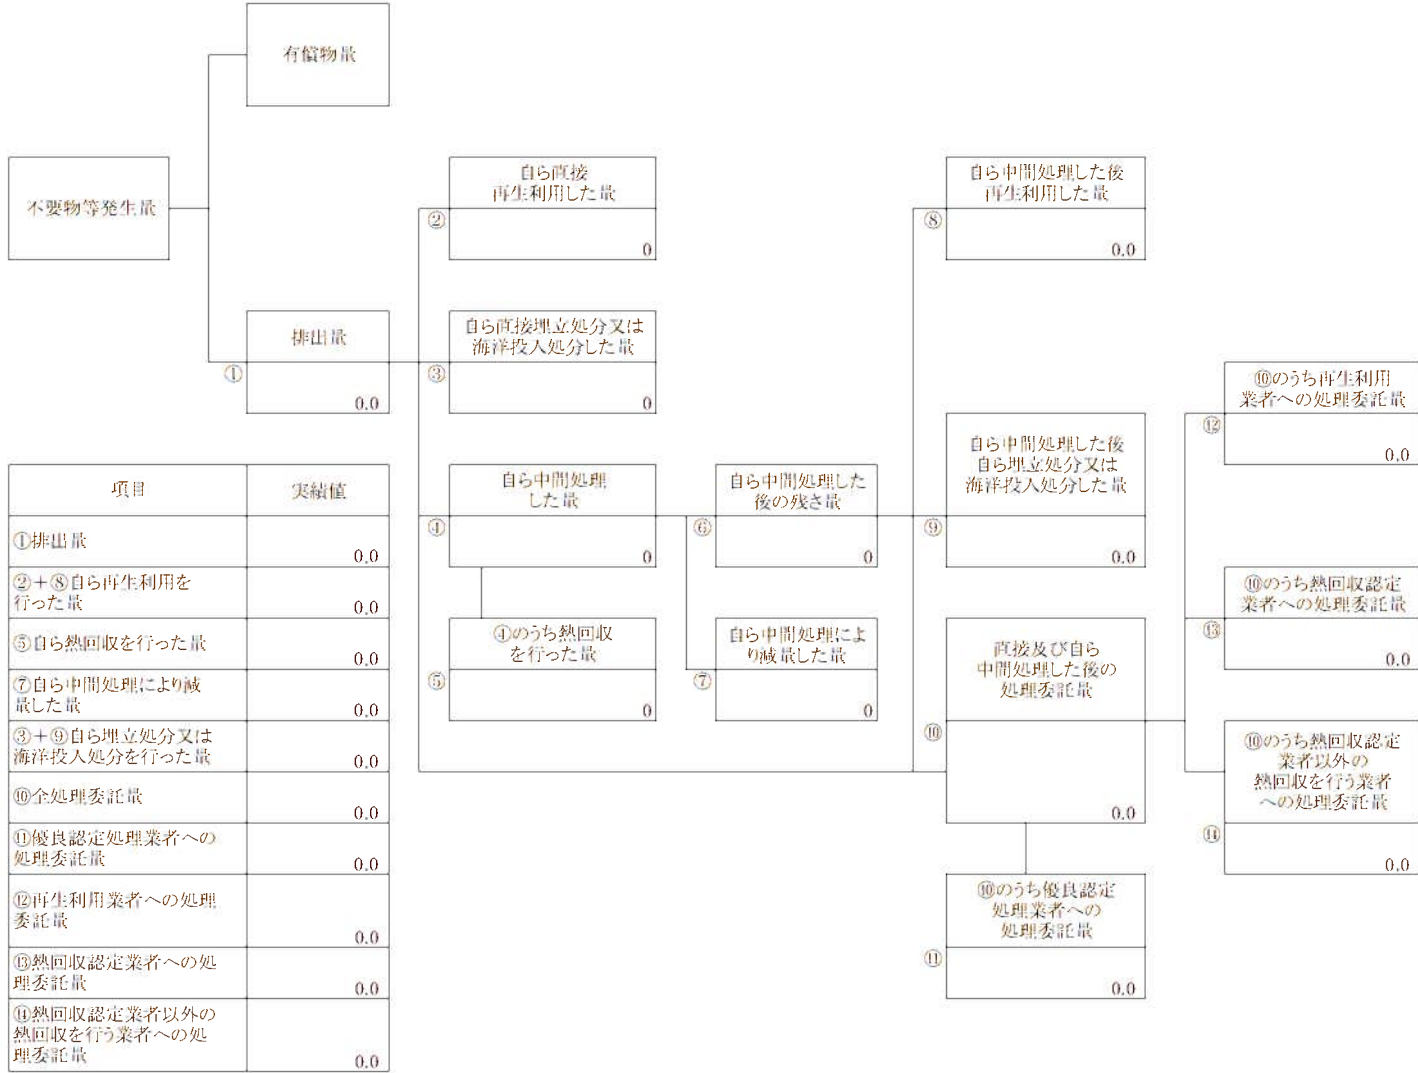 有償物量
不要物等発生量
排出量
①
0.0
自ら直接
再生利用した量
②
0
自ら直接埋立処分又は
海洋投入処分した量
③
0
自ら中間処理
した量
④
0
④のうち熱回収
を行った量
⑤
0
自ら中間処理した
後の残さ量
⑥
0
自ら中間処理によ
り減量した量
⑦
0
自ら中間処理した後
再生利用した量
⑧
0.0
自ら中間処理した後
自ら埋立処分又は
海洋投入処分した量
⑨
0.0
直接及び自ら
中間処理した後の
処理委託量
⑩
0.0
⑩のうち優良認定
処理業者への
処理委託量
⑪
0.0
⑩のうち再生利用
業者への処理委託量
⑫
0.0
⑩のうち熱回収認定
業者への処理委託量
⑬
0.0
⑩のうち熱回収認定
業者以外の
熱回収を行う業者
への処理委託量
⑭
0.0
項目 実績値
①排出量
0.0
②+⑧自ら再生利用を
行った量
0.0
⑤自ら熱回収を行った量
0.0
⑦自ら中間処理により減
量した量
0.0
③+⑨自ら埋立処分又は
海洋投入処分を行った量
0.0
⑩全処理委託量
0.0
⑪優良認定処理業者への
処理委託量
0.0
⑫再生利用業者への処理
委託量
0.0
⑬熱回収認定業者への処
理委託量
0.0
⑭熱回収認定業者以外の
熱回収を行う業者への処
理委託量
0.0